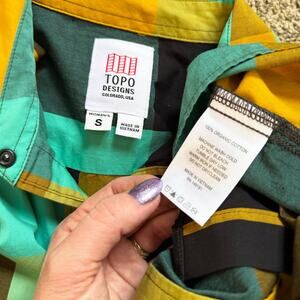 TOPO
DESIGNS
COLORADO, USA
WOMEN'S
S
MADE IN
VIETNAM
100% ORGANIC COTTON
MACHINE WASH COLD
DO NOT BLEACH
TUMBLE DRY LOW
DO NOT IRON
DO NOT DRY CLEAN
MADE IN VIETNAM